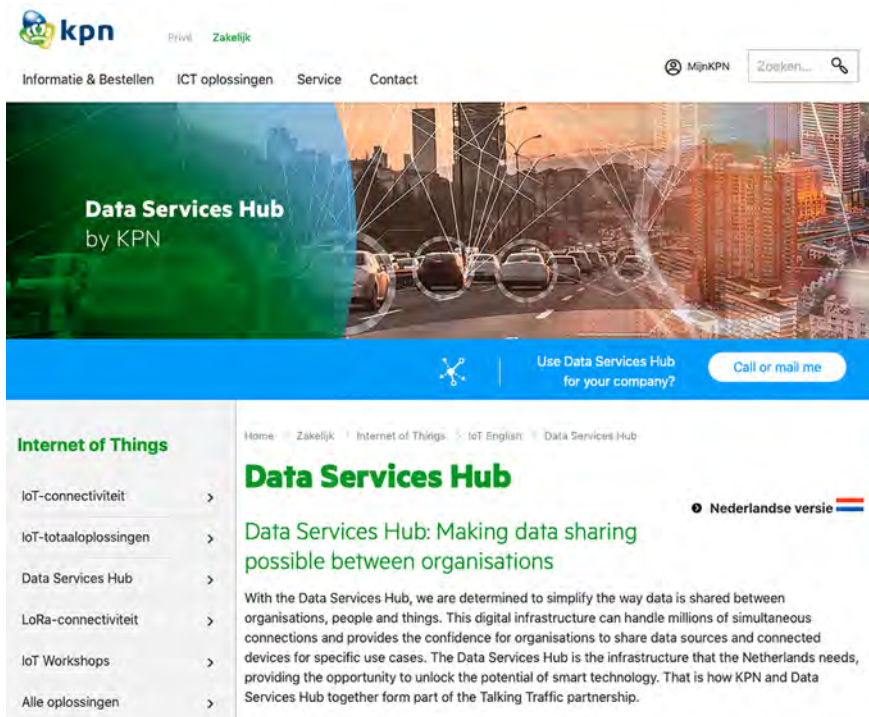 kpn
Privé Zakelijk
Informatie & Bestellen ICT oplossingen Service Contact
MijnKPN Zoeken...
Data Services Hub
by KPN
Use Data Services Hub
for your company?
Call or mail me
Internet of Things
IoT-connectiviteit
IoT-totaaloplossingen
Data Services Hub
LoRa-connectiviteit
IoT Workshops
Alle oplossingen
Home Zakelijk Internet of Things IoT English Data Services Hub
Data Services Hub
Nederlandse versie
Data Services Hub: Making data sharing
possible between organisations
With the Data Services Hub, we are determined to simplify the way data is shared between
organisations, people and things. This digital infrastructure can handle millions of simultaneous
connections and provides the confidence for organisations to share data sources and connected
devices for specific use cases. The Data Services Hub is the infrastructure that the Netherlands needs,
providing the opportunity to unlock the potential of smart technology. That is how KPN and Data
Services Hub together form part of the Talking Traffic partnership.